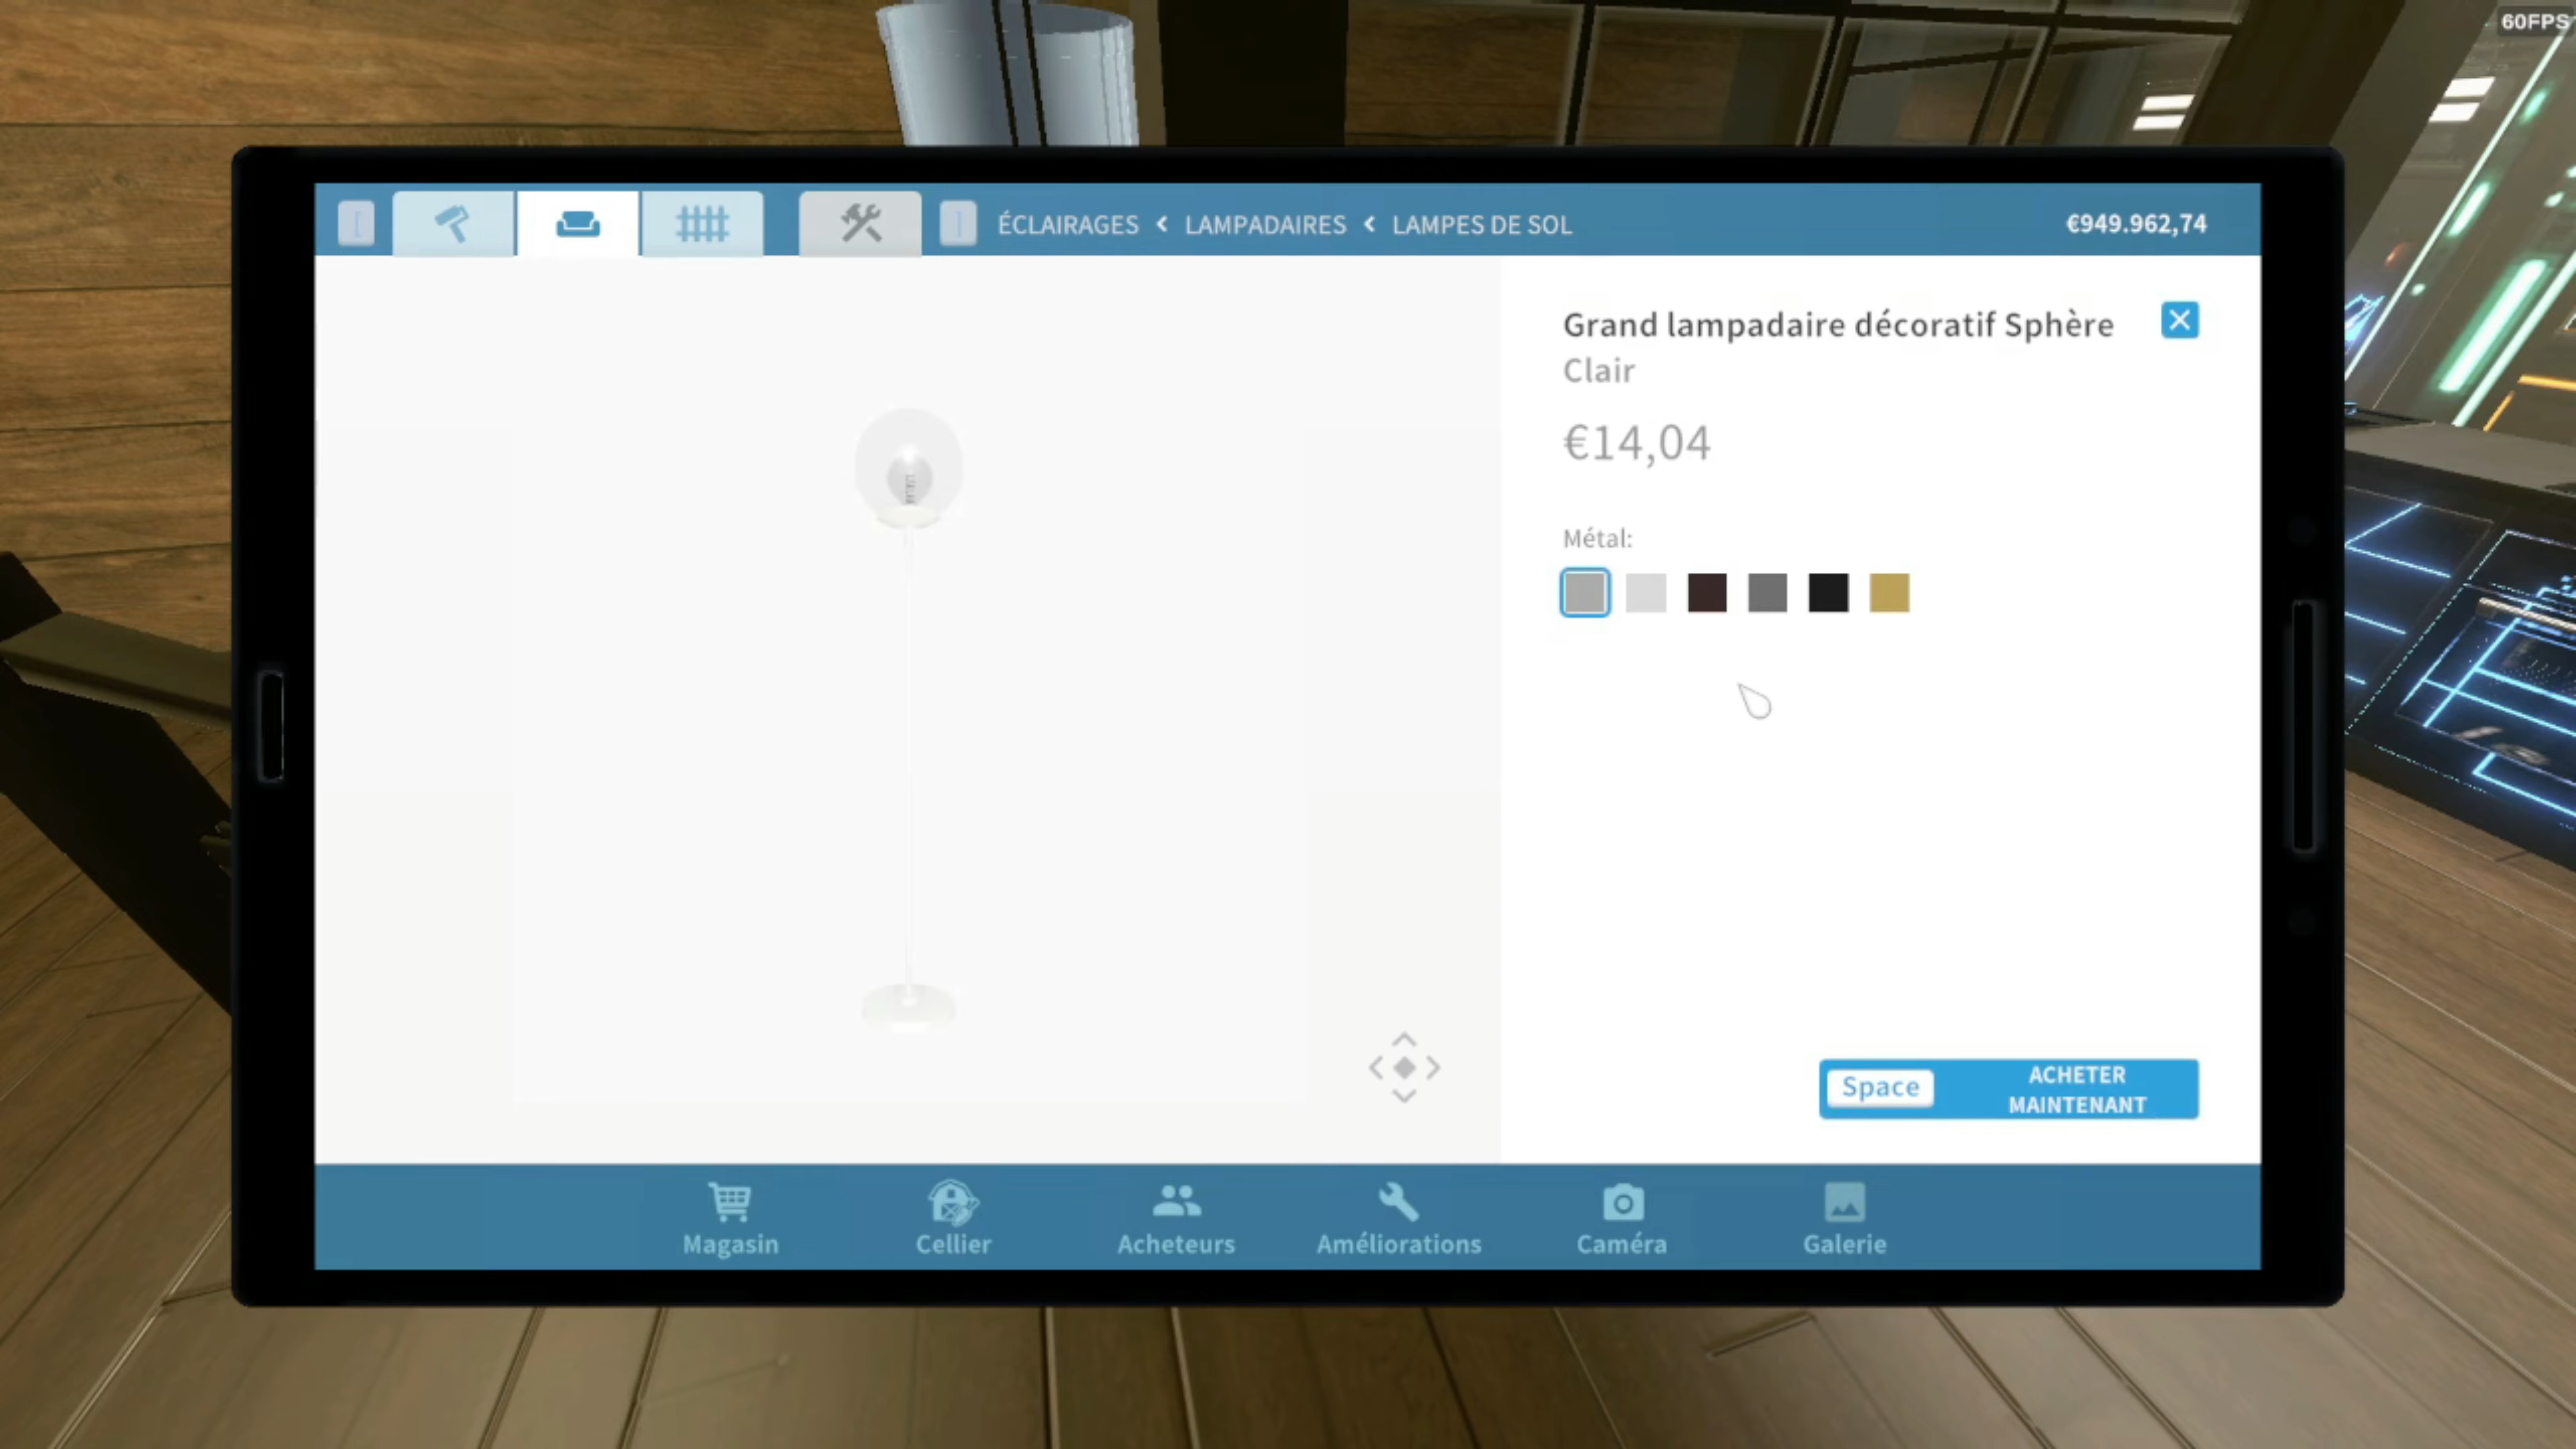 60FPS
ÉCLAIRAGES < LAMPADAIRES < LAMPES DE SOL
€949.962,74
Grand lampadaire décoratif Sphère
Clair
€14,04
Métal:
Space
ACHETER
MAINTENANT
Magasin
Cellier
Acheteurs
Améliorations
Caméra
Galerie